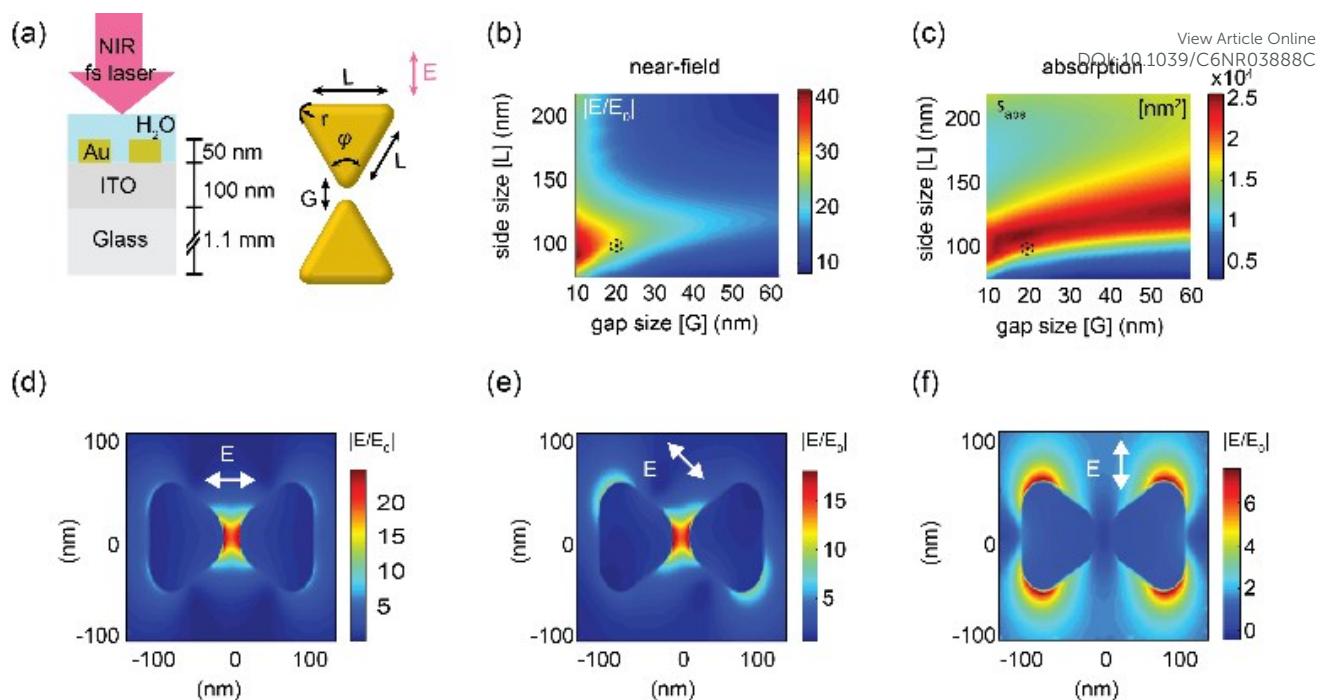 View Article Online
DOI: 10.1039/C6NR03888C
(a)
NIR
fs laser
H₂O
Au
50 nm
ITO
100 nm
Glass
1.1 mm
L
E
r
φ
L
G
(b)
near-field
|E/E₀|
side size [L] (nm)
200
150
100
10 20 30 40 50 60
gap size [G] (nm)
40
30
20
10
(c)
absorption
x10⁴
[nm²]
side size [L] (nm)
200
150
100
10 20 30 40 50 60
gap size [G] (nm)
2.5
2
1.5
1
0.5
(d)
|E/E₀|
E
100
0
-100
(nm)
-100 0 100
(nm)
20
15
10
5
(e)
|E/E₀|
E
100
0
-100
(nm)
-100 0 100
(nm)
15
10
5
(f)
|E/E₀|
E
100
0
-100
(nm)
-100 0 100
(nm)
6
4
2
0